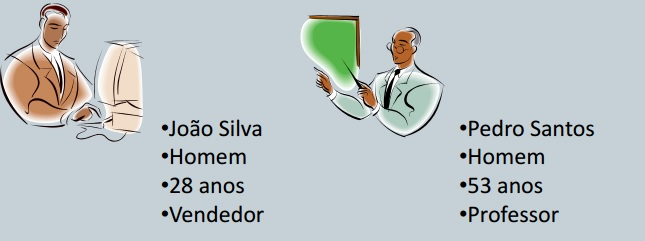 •João Silva
•Homem
•28 anos
•Vendedor
•Pedro Santos
•Homem
•53 anos
•Professor